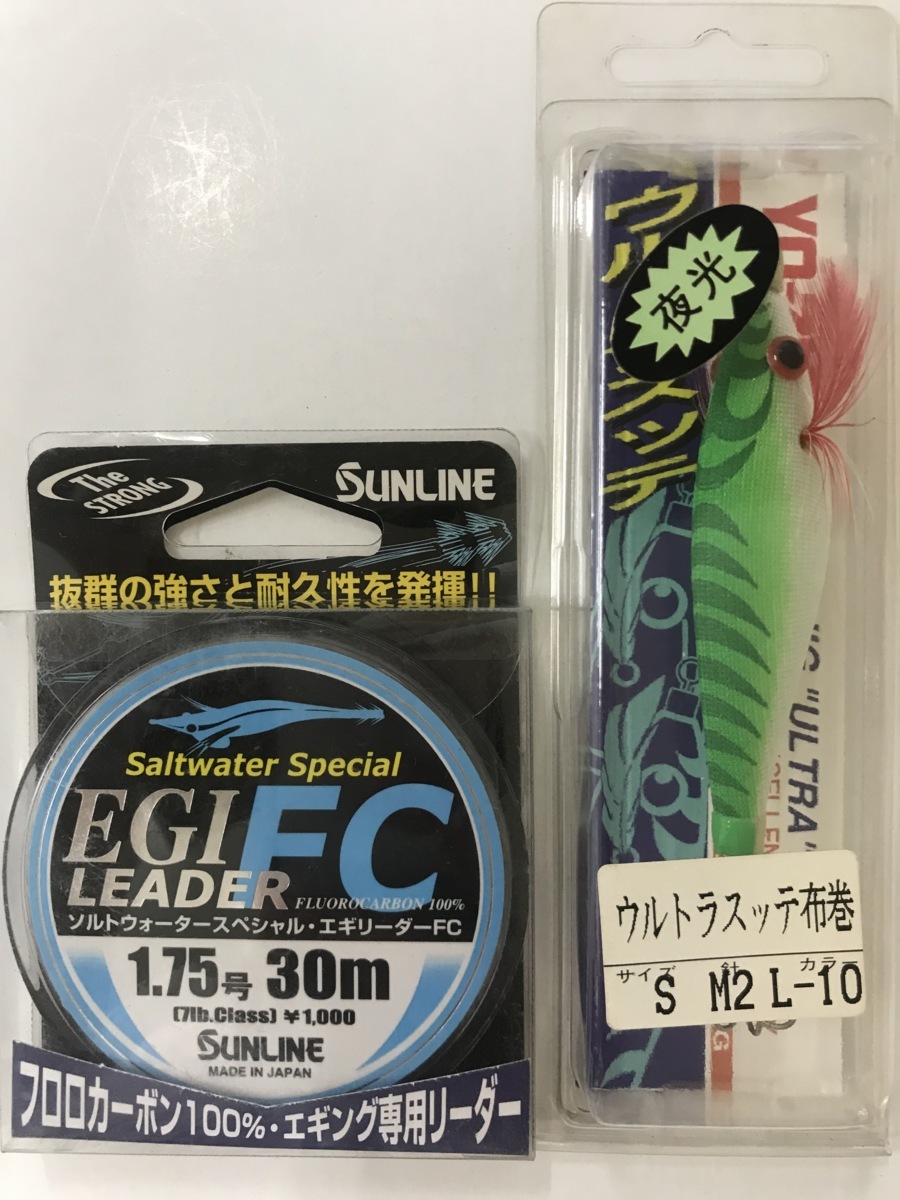 The
STRONG
SUNLINE
抜群の強さと耐久性を発揮!!
Saltwater Special
EGI FC
LEADER
FLUOROCARBON 100%
ソルトウォータースペシャル・エギリーダーFC
1.75号 30m
(7lb.Class) ¥1,000
SUNLINE
MADE IN JAPAN
フロロカーボン100%・エギング専用リーダー
夜光
"ULTRA
ウルトラスッテ布巻
サイズ 針 カラー
S M2 L-10